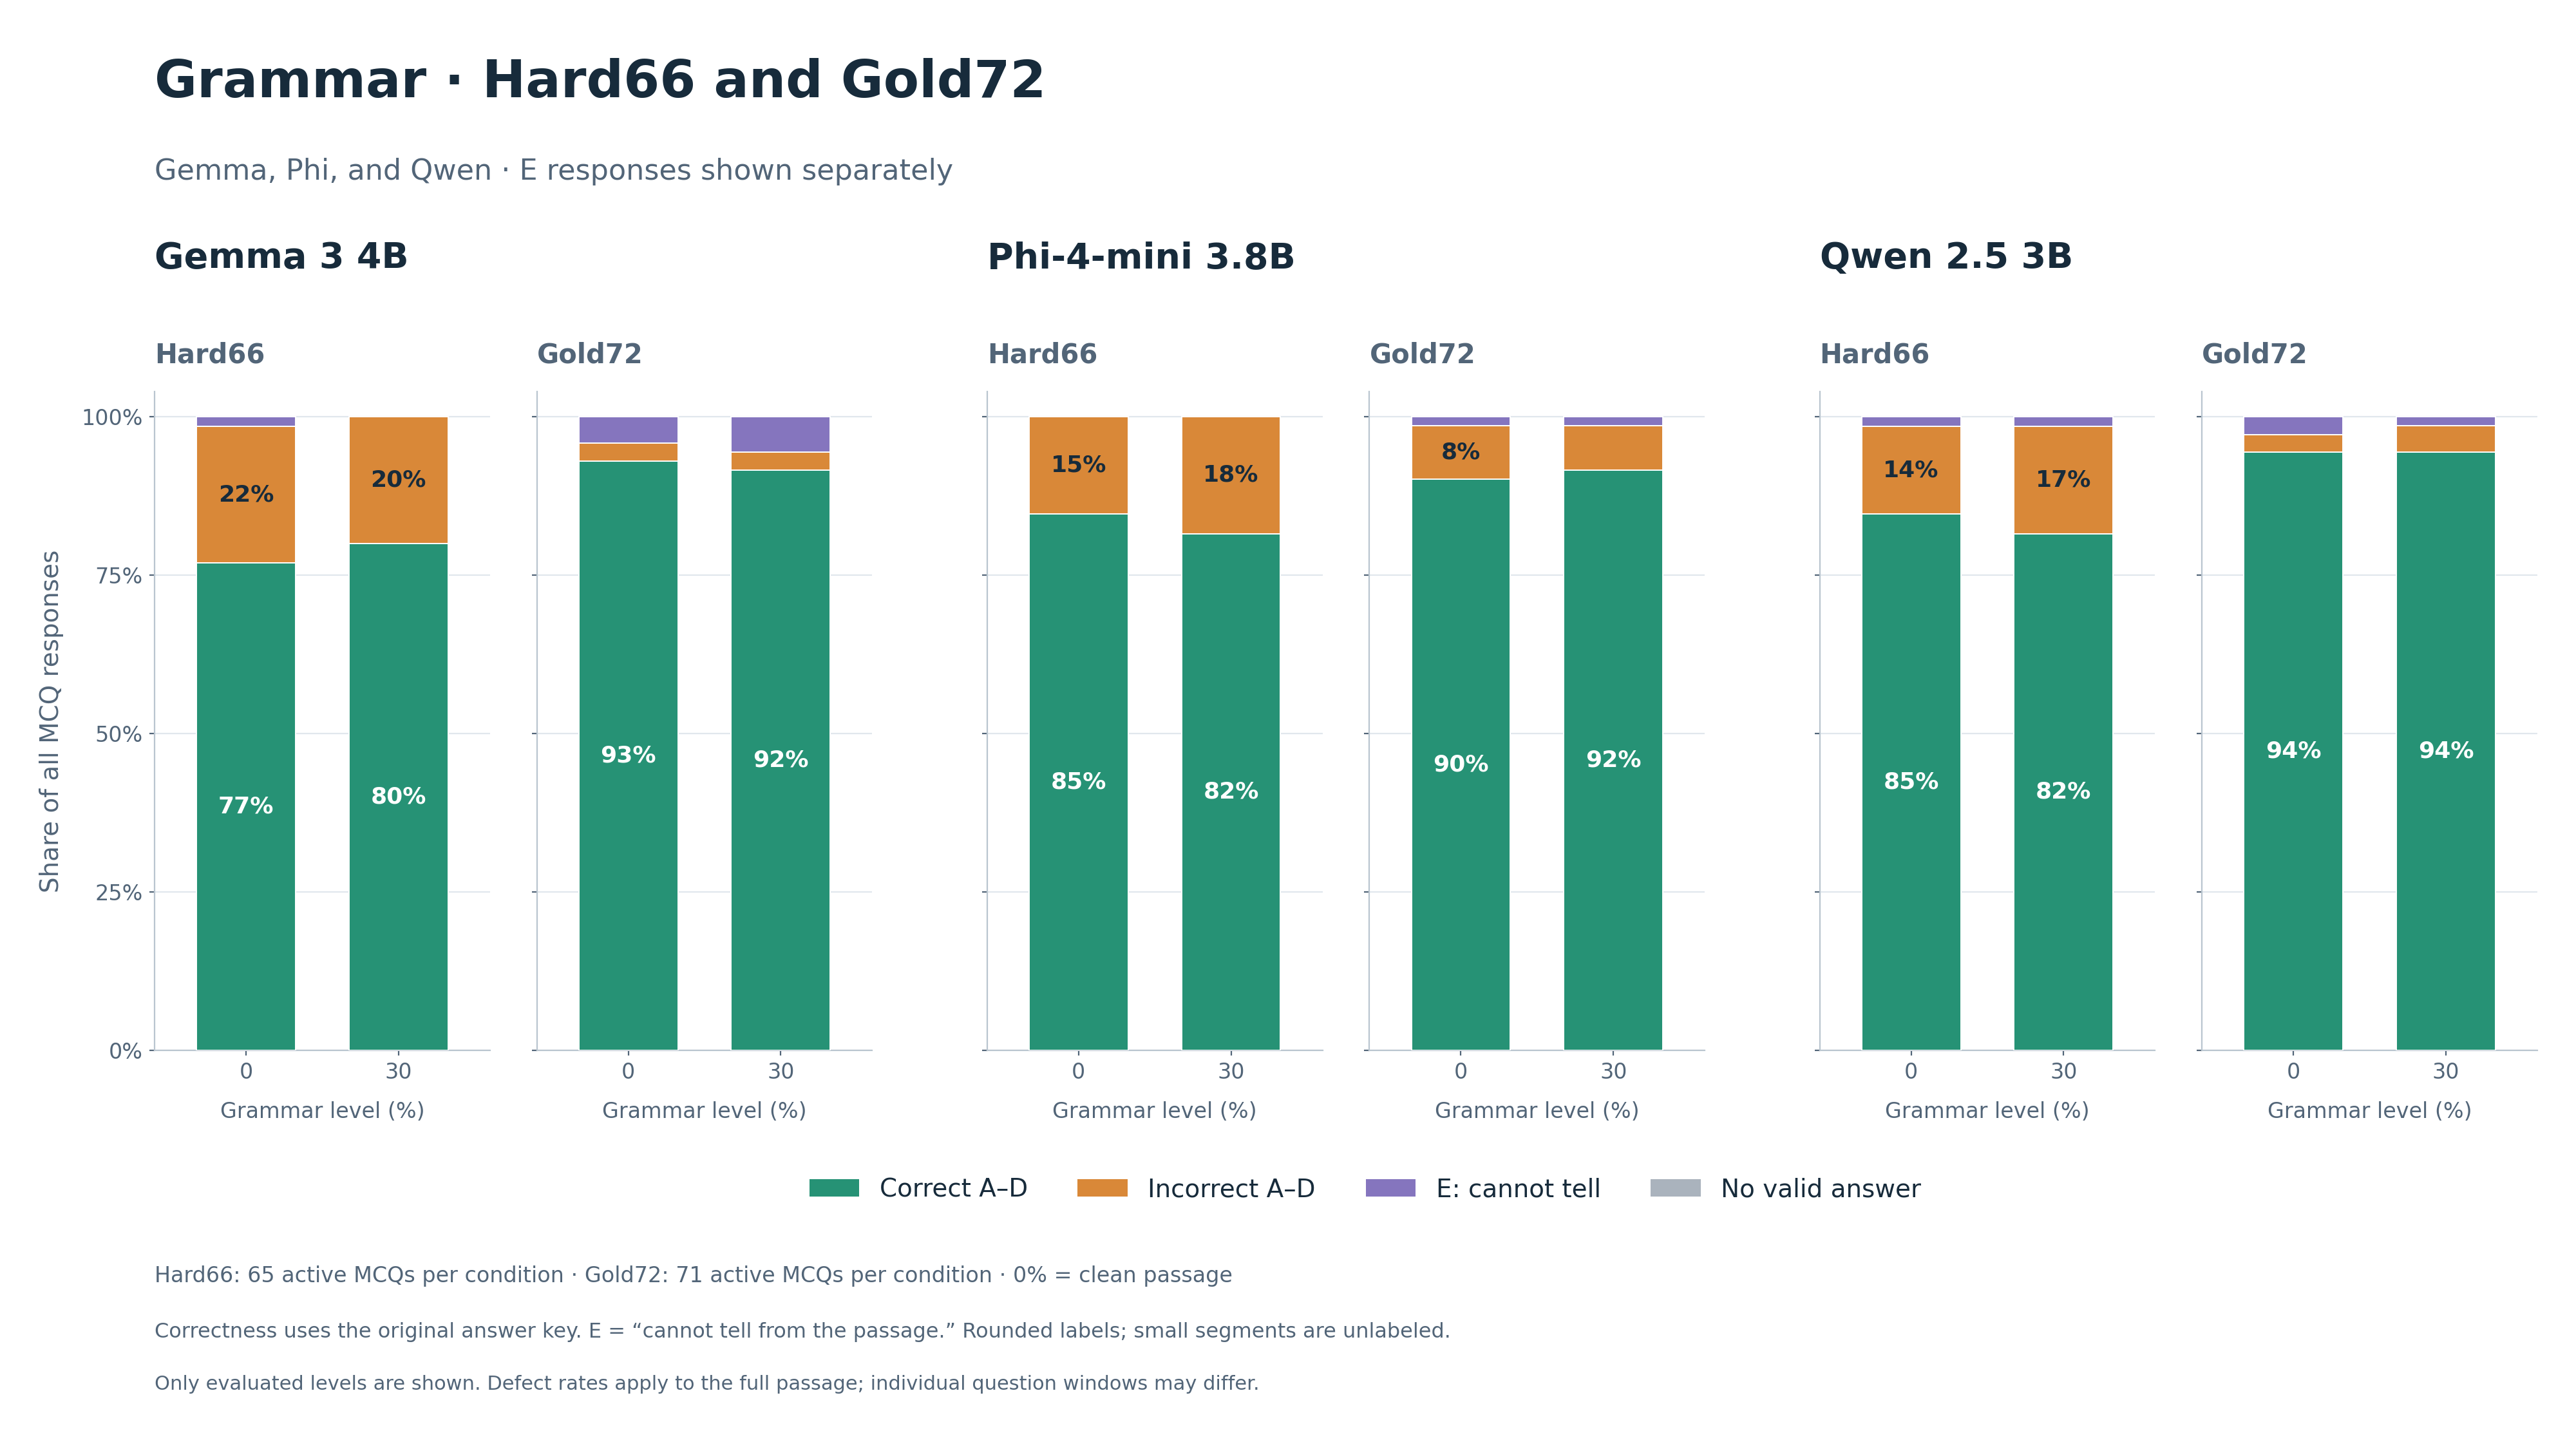 Grammar · Hard66 and Gold72
Gemma, Phi, and Qwen · E responses shown separately
Gemma 3 4B
Phi-4-mini 3.8B
Qwen 2.5 3B
Hard66
Gold72
Hard66
Gold72
Hard66
Gold72
Share of all MCQ responses
100%
75%
50%
25%
0%
22%
20%
77%
80%
93%
92%
15%
18%
85%
82%
8%
90%
92%
14%
17%
85%
82%
94%
94%
0
30
0
30
0
30
0
30
0
30
0
30
Grammar level (%)
Grammar level (%)
Grammar level (%)
Grammar level (%)
Grammar level (%)
Grammar level (%)
Correct A–D
Incorrect A–D
E: cannot tell
No valid answer
Hard66: 65 active MCQs per condition · Gold72: 71 active MCQs per condition · 0% = clean passage
Correctness uses the original answer key. E = “cannot tell from the passage.” Rounded labels; small segments are unlabeled.
Only evaluated levels are shown. Defect rates apply to the full passage; individual question windows may differ.